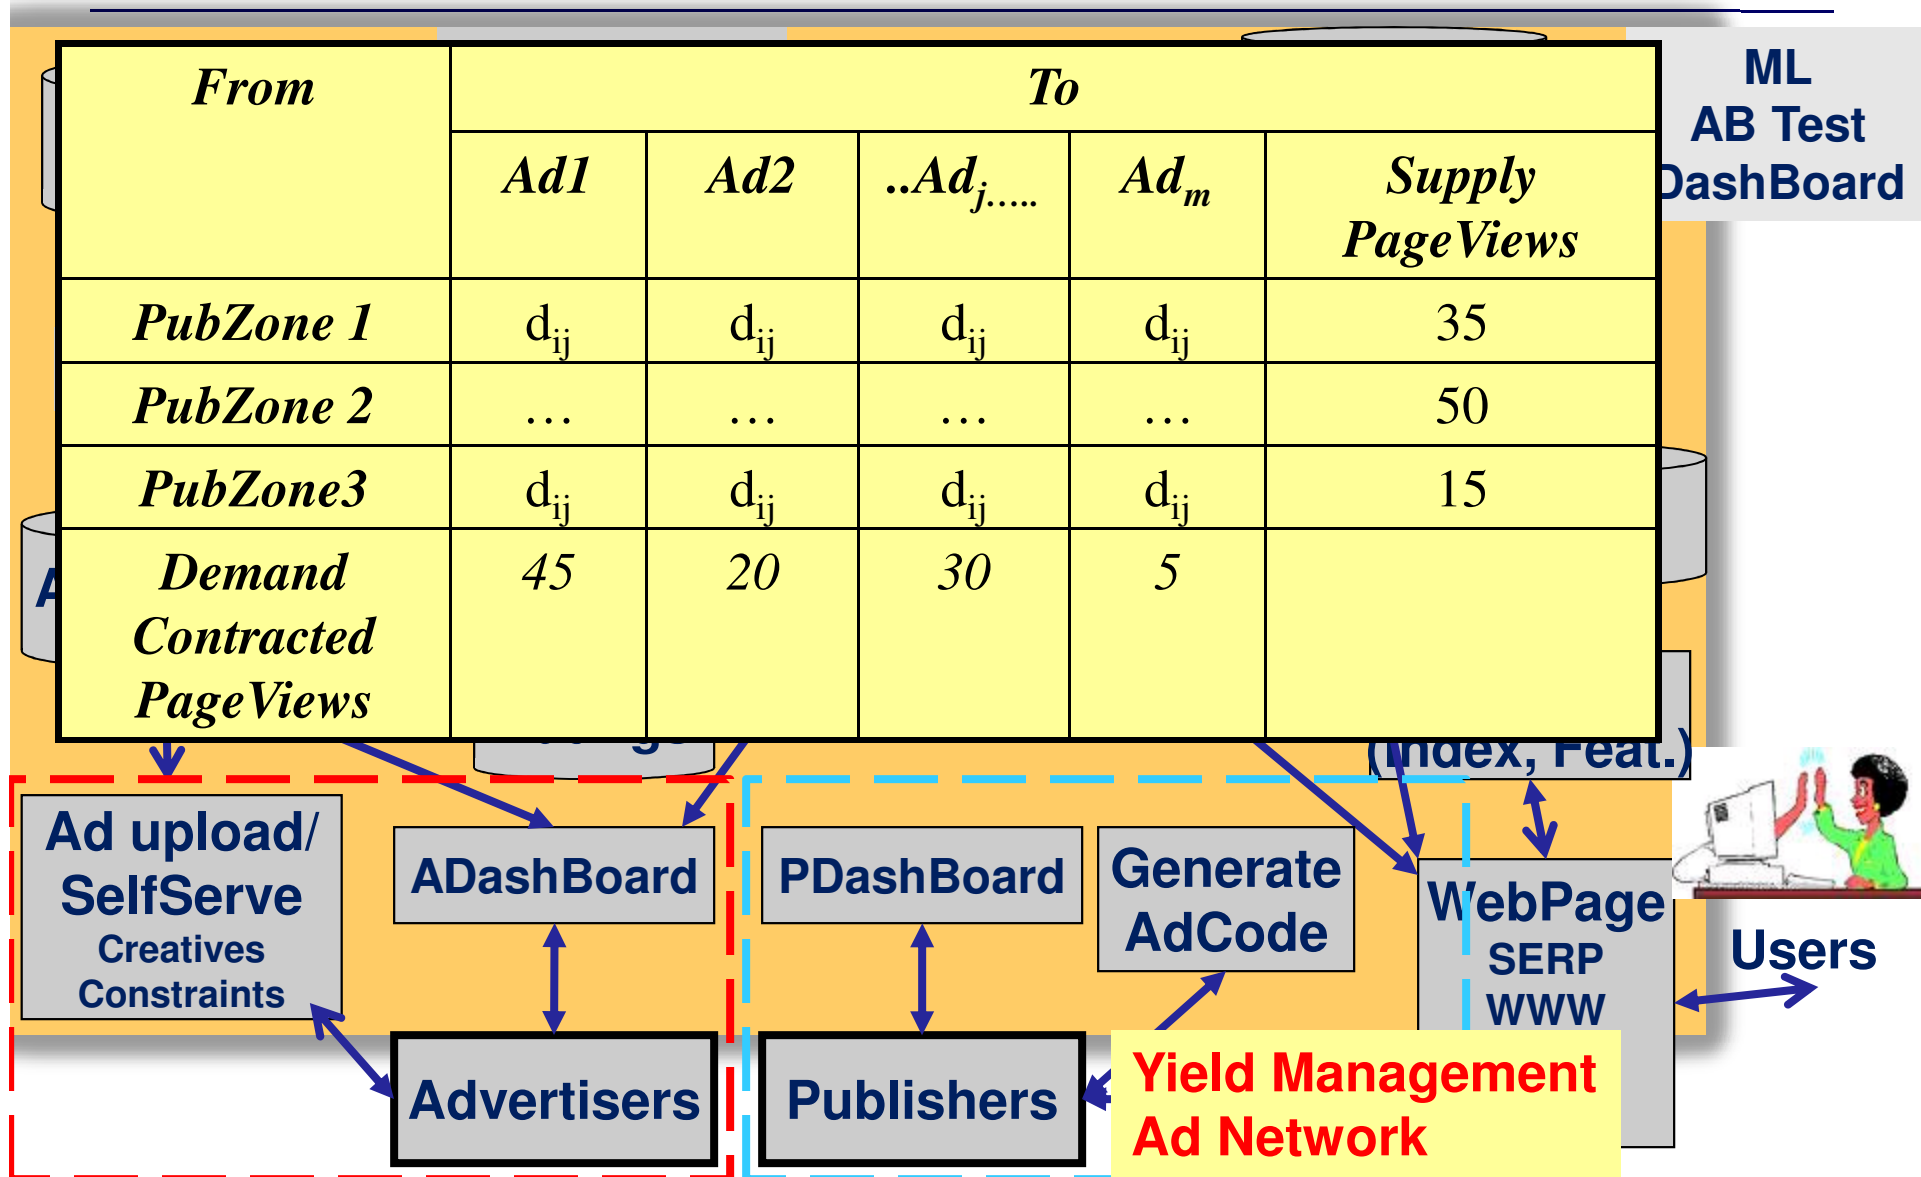 From To
Ad1 Ad2 ..Adj..... Adm Supply
PageViews
PubZone 1 dij dij dij dij 35
PubZone 2 … … … … 50
PubZone3 dij dij dij dij 15
Demand 45 20 30 5
Contracted
PageViews
ML
AB Test
DashBoard
(Index, Feat.)
Ad upload/
SelfServe
Creatives
Constraints
ADashBoard
PDashBoard
Generate
AdCode
WebPage
SERP
WWW
Users
Advertisers
Publishers
Yield Management
Ad Network